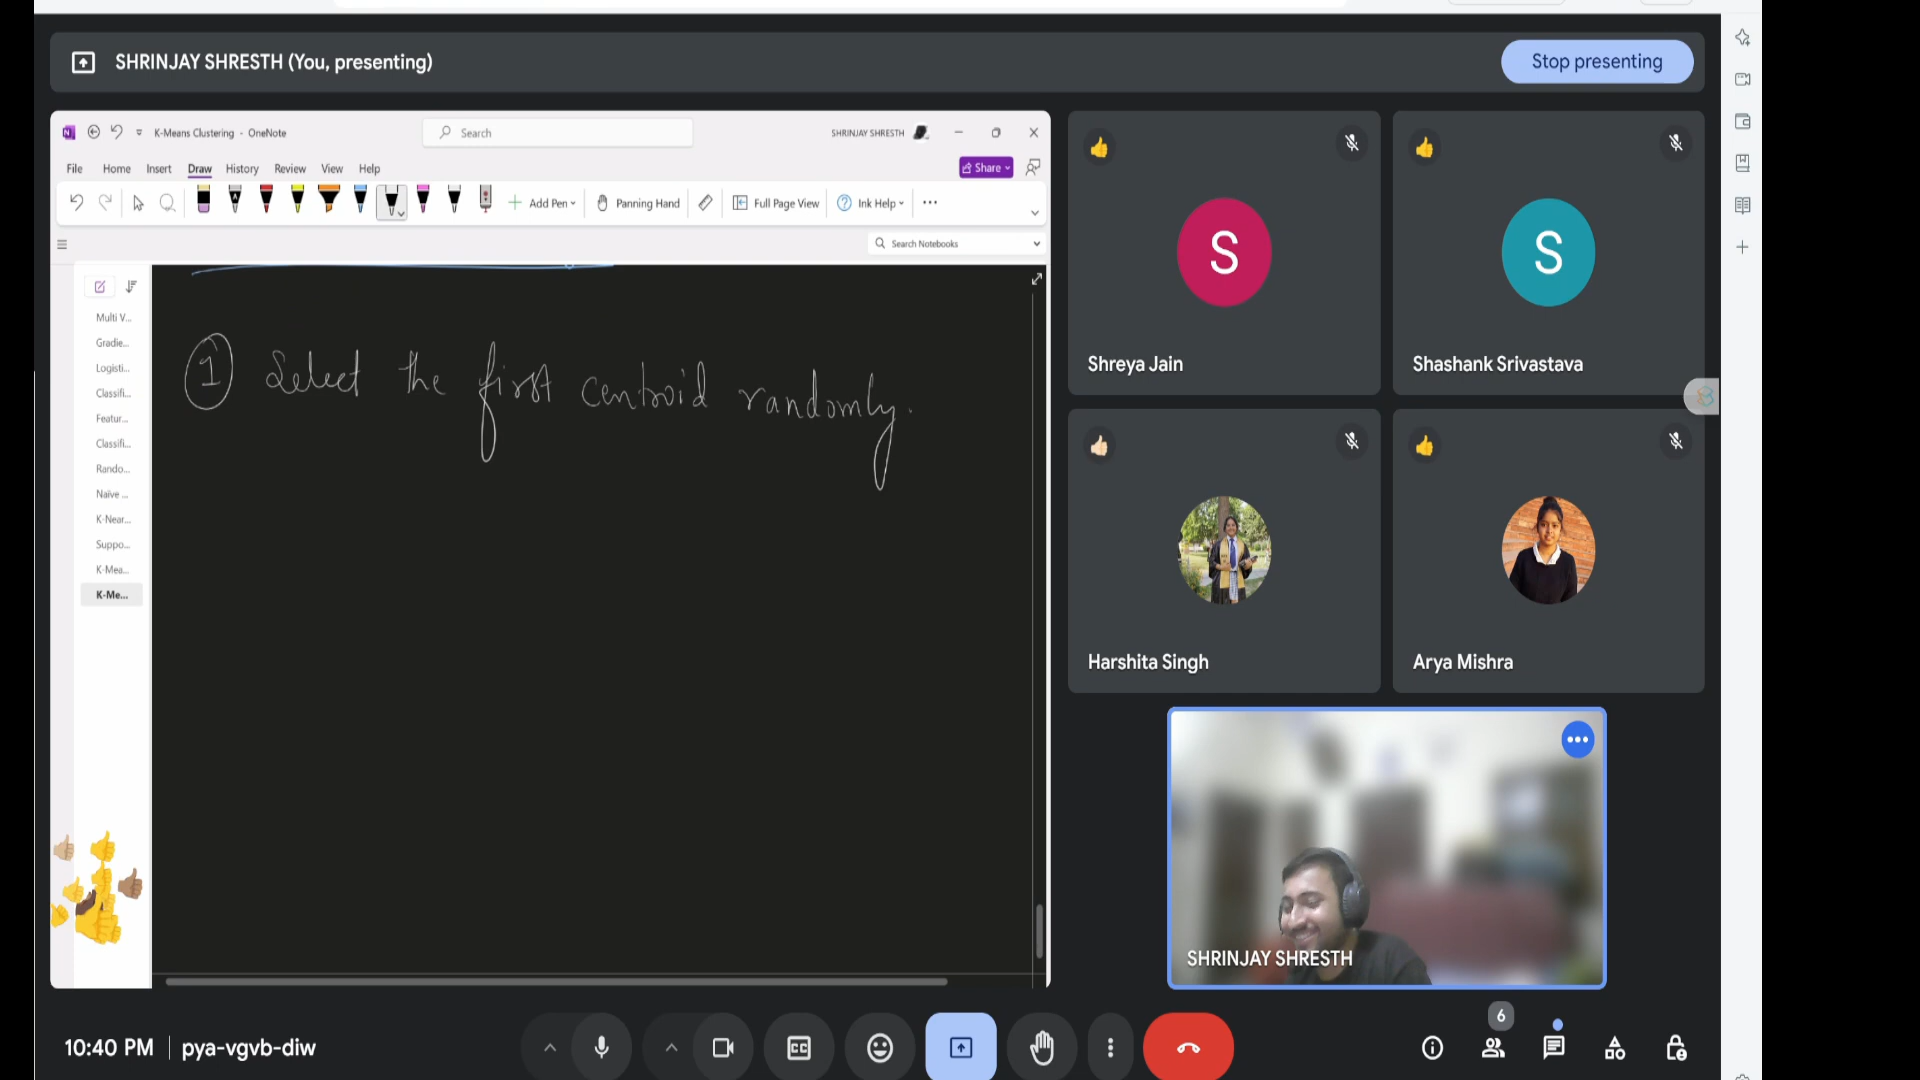 SHRINJAY SHRESTH (You, presenting)
Stop presenting
K-Means Clustering - OneNote
Search
SHRINJAY SHRESTH
File Home Insert Draw History Review View Help
Share
Add Pen
Panning Hand
Full Page View
Ink Help
Search Notebooks
Multi V...
Gradie...
Logisti...
Classifi...
Featur...
Classifi...
Rando...
Naïve ...
K-Near...
Suppo...
K-Mea...
K-Me...
1 Select the first centroid randomly.
S
Shreya Jain
S
Shashank Srivastava
Harshita Singh
Arya Mishra
SHRINJAY SHRESTH
10:40 PM | pya-vgvb-diw
CC
6